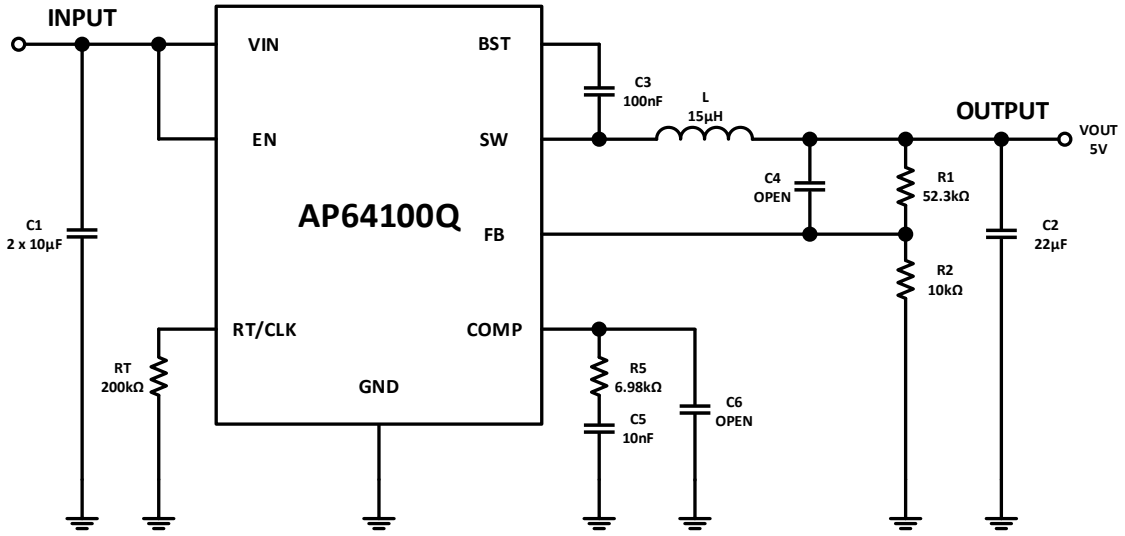 INPUT
VIN
BST
C3
100nF
L
15µH
OUTPUT
VOUT
5V
EN
SW
C4
OPEN
R1
52.3kΩ
AP64100Q
FB
C1
2 x 10µF
C2
22µF
R2
10kΩ
RT/CLK
COMP
RT
200kΩ
GND
R5
6.98kΩ
C6
OPEN
C5
10nF